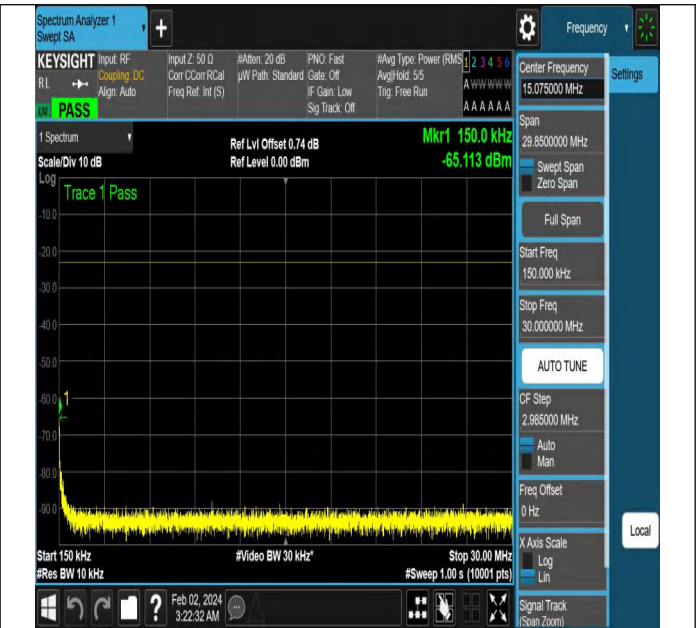 Spectrum Analyzer 1
Swept SA
Frequency
KEYSIGHT Input: RF Input Z: 50 Ω #Atten: 20 dB PNO: Fast #Avg Type: Power (RMS 1 2 3 4 5 6
RL Coupling: DC Corr CCorr RCal µW Path: Standard Gate: Off Avg|Hold: 5/5 A W W W W W
Align: Auto Freq Ref: Int (S) IF Gain: Low Trig: Free Run
Sig Track: Off A A A A A A
PASS
1 Spectrum
Ref Lvl Offset 0.74 dB
Mkr1 150.0 kHz
Scale/Div 10 dB
Ref Level 0.00 dBm
-65.113 dBm
Log
Trace 1 Pass
-10.0
-20.0
-30.0
-40.0
-50.0
-60.0
1
-70.0
-80.0
-90.0
Start 150 kHz
#Video BW 30 kHz*
Stop 30.00 MHz
#Res BW 10 kHz
#Sweep 1.00 s (10001 pts)
Feb 02, 2024
3:22:32 AM
Center Frequency
15.075000 MHz
Settings
Span
29.8500000 MHz
Swept Span
Zero Span
Full Span
Start Freq
150.000 kHz
Stop Freq
30.000000 MHz
AUTO TUNE
CF Step
2.985000 MHz
Auto
Man
Freq Offset
0 Hz
Local
X Axis Scale
Log
Lin
Signal Track
(Span Zoom)